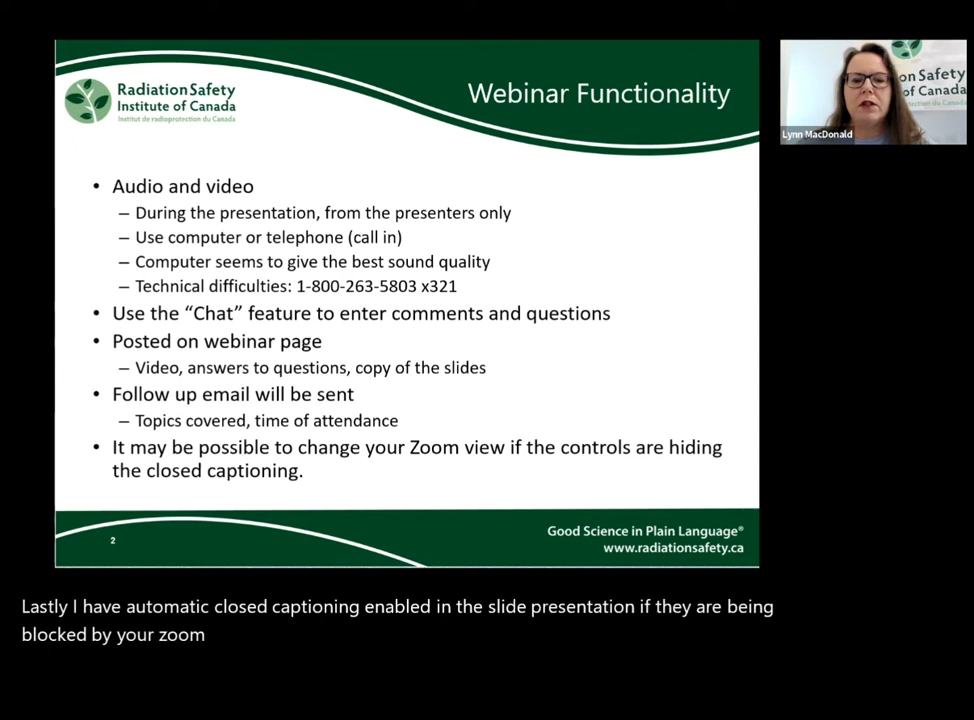 Radiation Safety
Institute of Canada
Institut de radioprotection du Canada
Webinar Functionality
on Safety
of Canada
otection du Canada
Lynn MacDonald
• Audio and video
– During the presentation, from the presenters only
– Use computer or telephone (call in)
– Computer seems to give the best sound quality
– Technical difficulties: 1-800-263-5803 x321
• Use the “Chat” feature to enter comments and questions
• Posted on webinar page
– Video, answers to questions, copy of the slides
• Follow up email will be sent
– Topics covered, time of attendance
• It may be possible to change your Zoom view if the controls are hiding
the closed captioning.
2
Good Science in Plain Language®
www.radiationsafety.ca
Lastly I have automatic closed captioning enabled in the slide presentation if they are being
blocked by your zoom